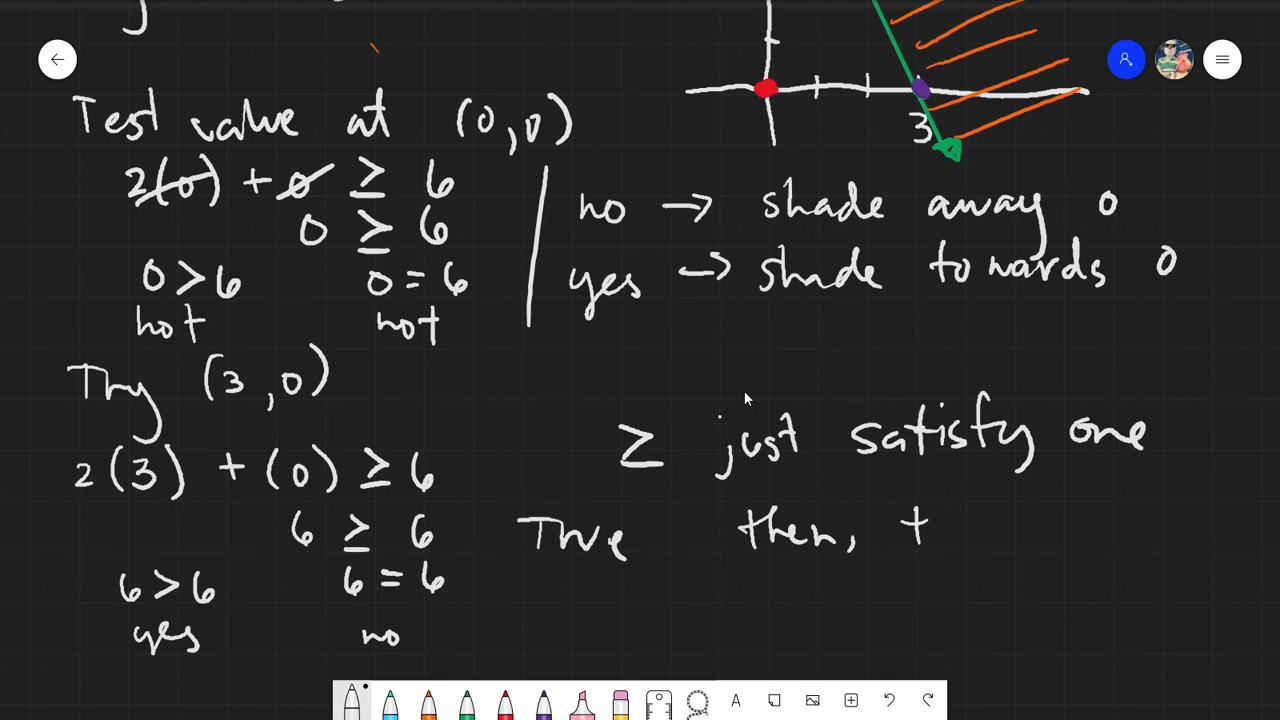 Test value at (0,0)
2(0) + 0 ≥ 6
0 ≥ 6
0 > 6 0 = 6
not not
3
no → shade away 0
yes → shade towards 0
Try (3,0)
2(3) + (0) ≥ 6
6 ≥ 6 True
6 > 6 6 = 6
yes no
≥ just satisfy one
then, t
A